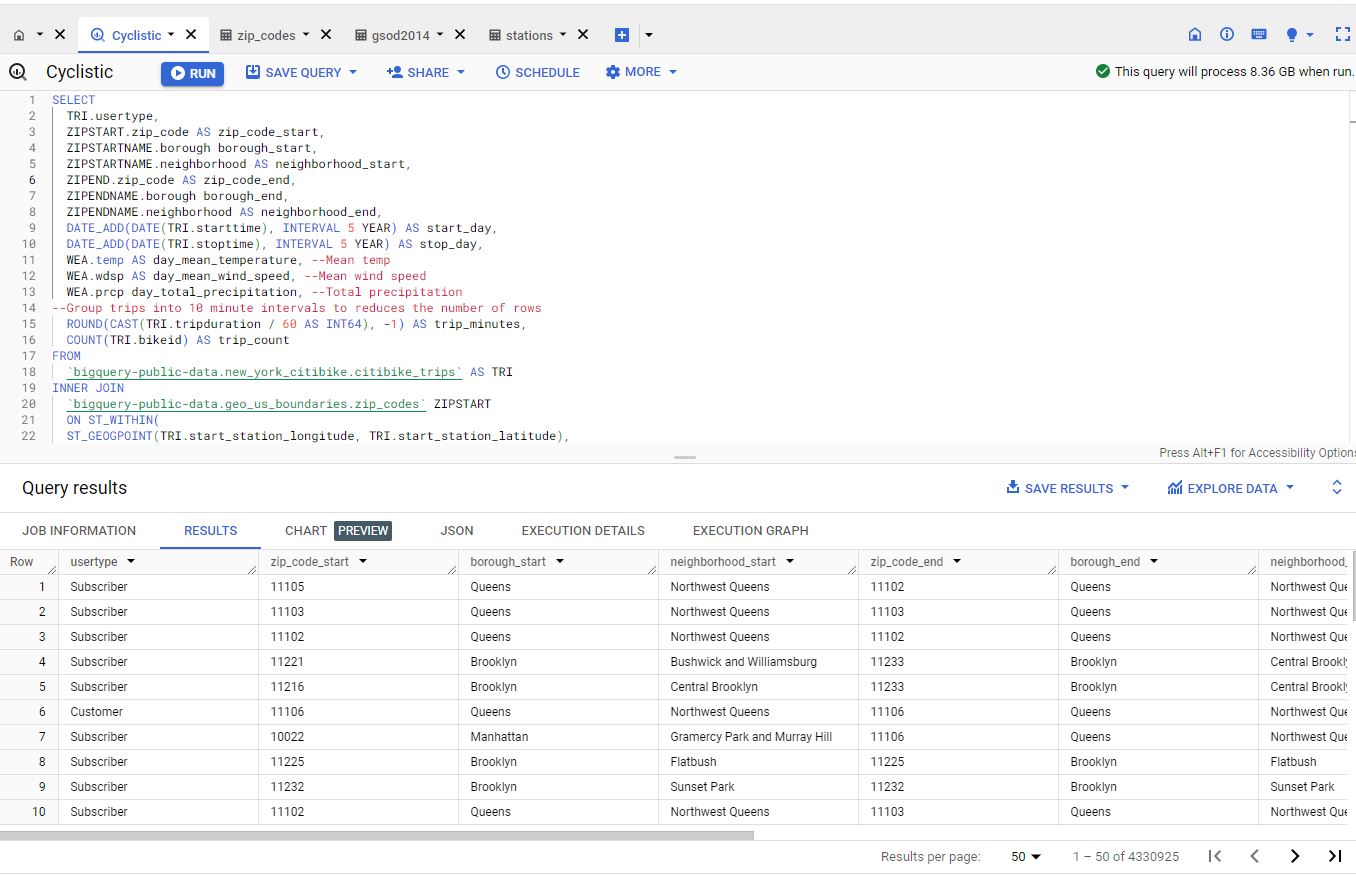 Cyclistic zip_codes gsod2014 stations
Cyclistic RUN SAVE QUERY SHARE SCHEDULE MORE This query will process 8.36 GB when run.
1 SELECT
2 TRI.usertype,
3 ZIPSTART.zip_code AS zip_code_start,
4 ZIPSTARTNAME.borough borough_start,
5 ZIPSTARTNAME.neighborhood AS neighborhood_start,
6 ZIPEND.zip_code AS zip_code_end,
7 ZIPENDNAME.borough borough_end,
8 ZIPENDNAME.neighborhood AS neighborhood_end,
9 DATE_ADD(DATE(TRI.starttime), INTERVAL 5 YEAR) AS start_day,
10 DATE_ADD(DATE(TRI.stoptime), INTERVAL 5 YEAR) AS stop_day,
11 WEA.temp AS day_mean_temperature, --Mean temp
12 WEA.wdsp AS day_mean_wind_speed, --Mean wind speed
13 WEA.prcp day_total_precipitation, --Total precipitation
14 --Group trips into 10 minute intervals to reduces the number of rows
15 ROUND(CAST(TRI.tripduration / 60 AS INT64), -1) AS trip_minutes,
16 COUNT(TRI.bikeid) AS trip_count
17 FROM
18 `bigquery-public-data.new_york_citibike.citibike_trips` AS TRI
19 INNER JOIN
20 `bigquery-public-data.geo_us_boundaries.zip_codes` ZIPSTART
21 ON ST_WITHIN(
22 ST_GEOGPOINT(TRI.start_station_longitude, TRI.start_station_latitude),
Press Alt+F1 for Accessibility Options
Query results SAVE RESULTS EXPLORE DATA
JOB INFORMATION RESULTS CHART PREVIEW JSON EXECUTION DETAILS EXECUTION GRAPH
Row usertype zip_code_start borough_start neighborhood_start zip_code_end borough_end neighborhood_
1 Subscriber 11105 Queens Northwest Queens 11102 Queens Northwest Que
2 Subscriber 11103 Queens Northwest Queens 11103 Queens Northwest Que
3 Subscriber 11102 Queens Northwest Queens 11102 Queens Northwest Que
4 Subscriber 11221 Brooklyn Bushwick and Williamsburg 11233 Brooklyn Central Brookly
5 Subscriber 11216 Brooklyn Central Brooklyn 11233 Brooklyn Central Brookly
6 Customer 11106 Queens Northwest Queens 11106 Queens Northwest Que
7 Subscriber 10022 Manhattan Gramercy Park and Murray Hill 11106 Queens Northwest Que
8 Subscriber 11225 Brooklyn Flatbush 11225 Brooklyn Flatbush
9 Subscriber 11232 Brooklyn Sunset Park 11232 Brooklyn Sunset Park
10 Subscriber 11102 Queens Northwest Queens 11103 Queens Northwest Que
Results per page: 50 1 – 50 of 4330925